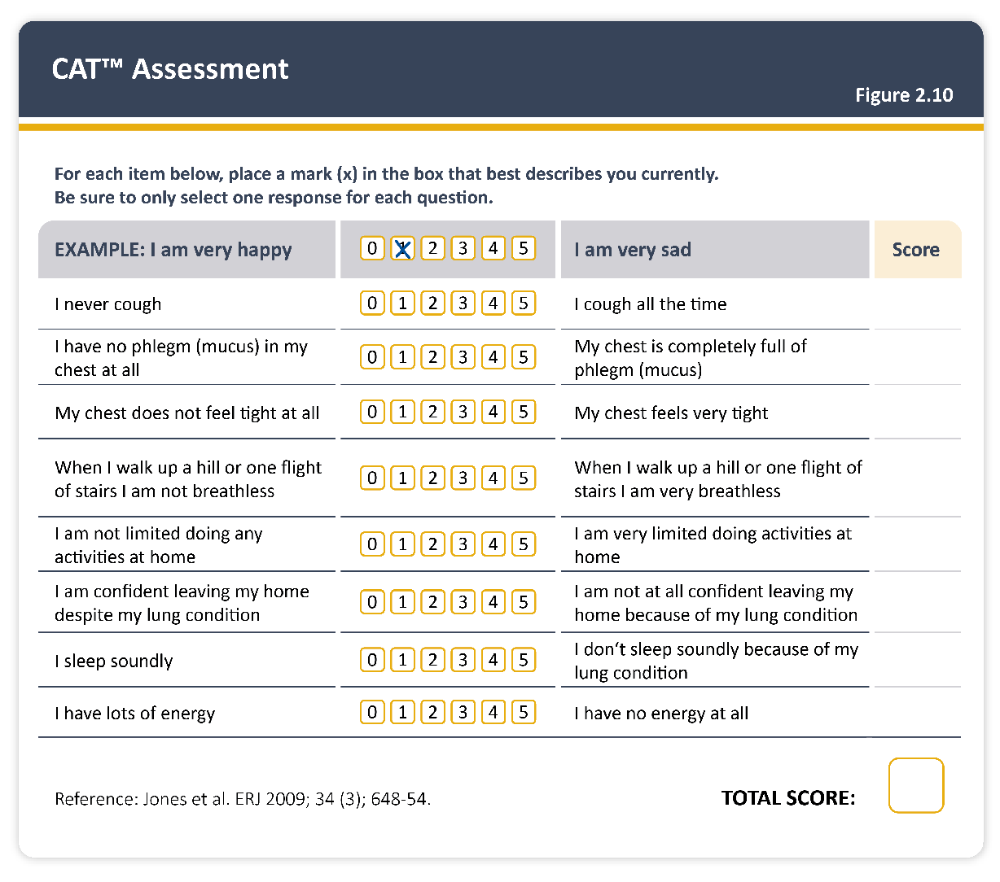 CAT™ Assessment
Figure 2.10
For each item below, place a mark (x) in the box that best describes you currently.
Be sure to only select one response for each question.
EXAMPLE: I am very happy 0 1 2 3 4 5 I am very sad Score
I never cough 0 1 2 3 4 5 I cough all the time
I have no phlegm (mucus) in my
chest at all
0 1 2 3 4 5
My chest is completely full of
phlegm (mucus)
My chest does not feel tight at all 0 1 2 3 4 5 My chest feels very tight
When I walk up a hill or one flight
of stairs I am not breathless
0 1 2 3 4 5
When I walk up a hill or one flight of
stairs I am very breathless
I am not limited doing any
activities at home
0 1 2 3 4 5
I am very limited doing activities at
home
I am confident leaving my home
despite my lung condition
0 1 2 3 4 5
I am not at all confident leaving my
home because of my lung condition
I sleep soundly 0 1 2 3 4 5
I don't sleep soundly because of my
lung condition
I have lots of energy 0 1 2 3 4 5 I have no energy at all
Reference: Jones et al. ERJ 2009; 34 (3); 648-54.
TOTAL SCORE: